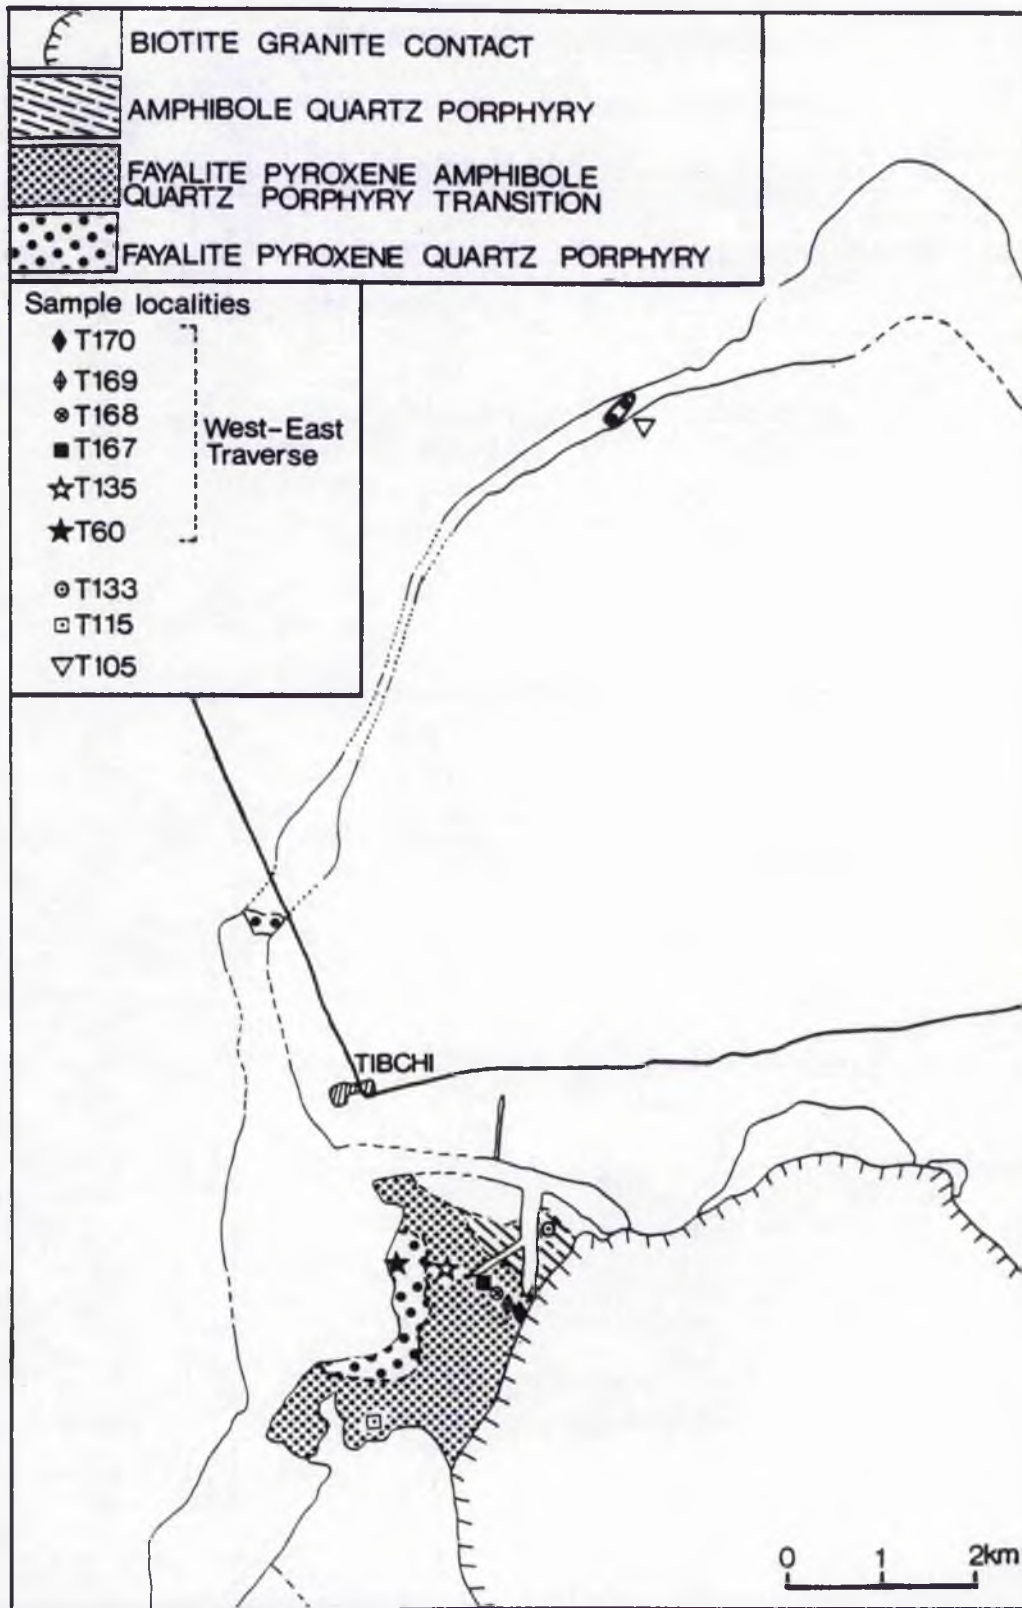 BIOTITE GRANITE CONTACT
AMPHIBOLE QUARTZ PORPHYRY
FAYALITE PYROXENE AMPHIBOLE
QUARTZ PORPHYRY TRANSITION
FAYALITE PYROXENE QUARTZ PORPHYRY
Sample localities
T170
T169
T168
T167
T135
T60
West-East
Traverse
T133
T115
T105
TIBCHI
0 1 2km